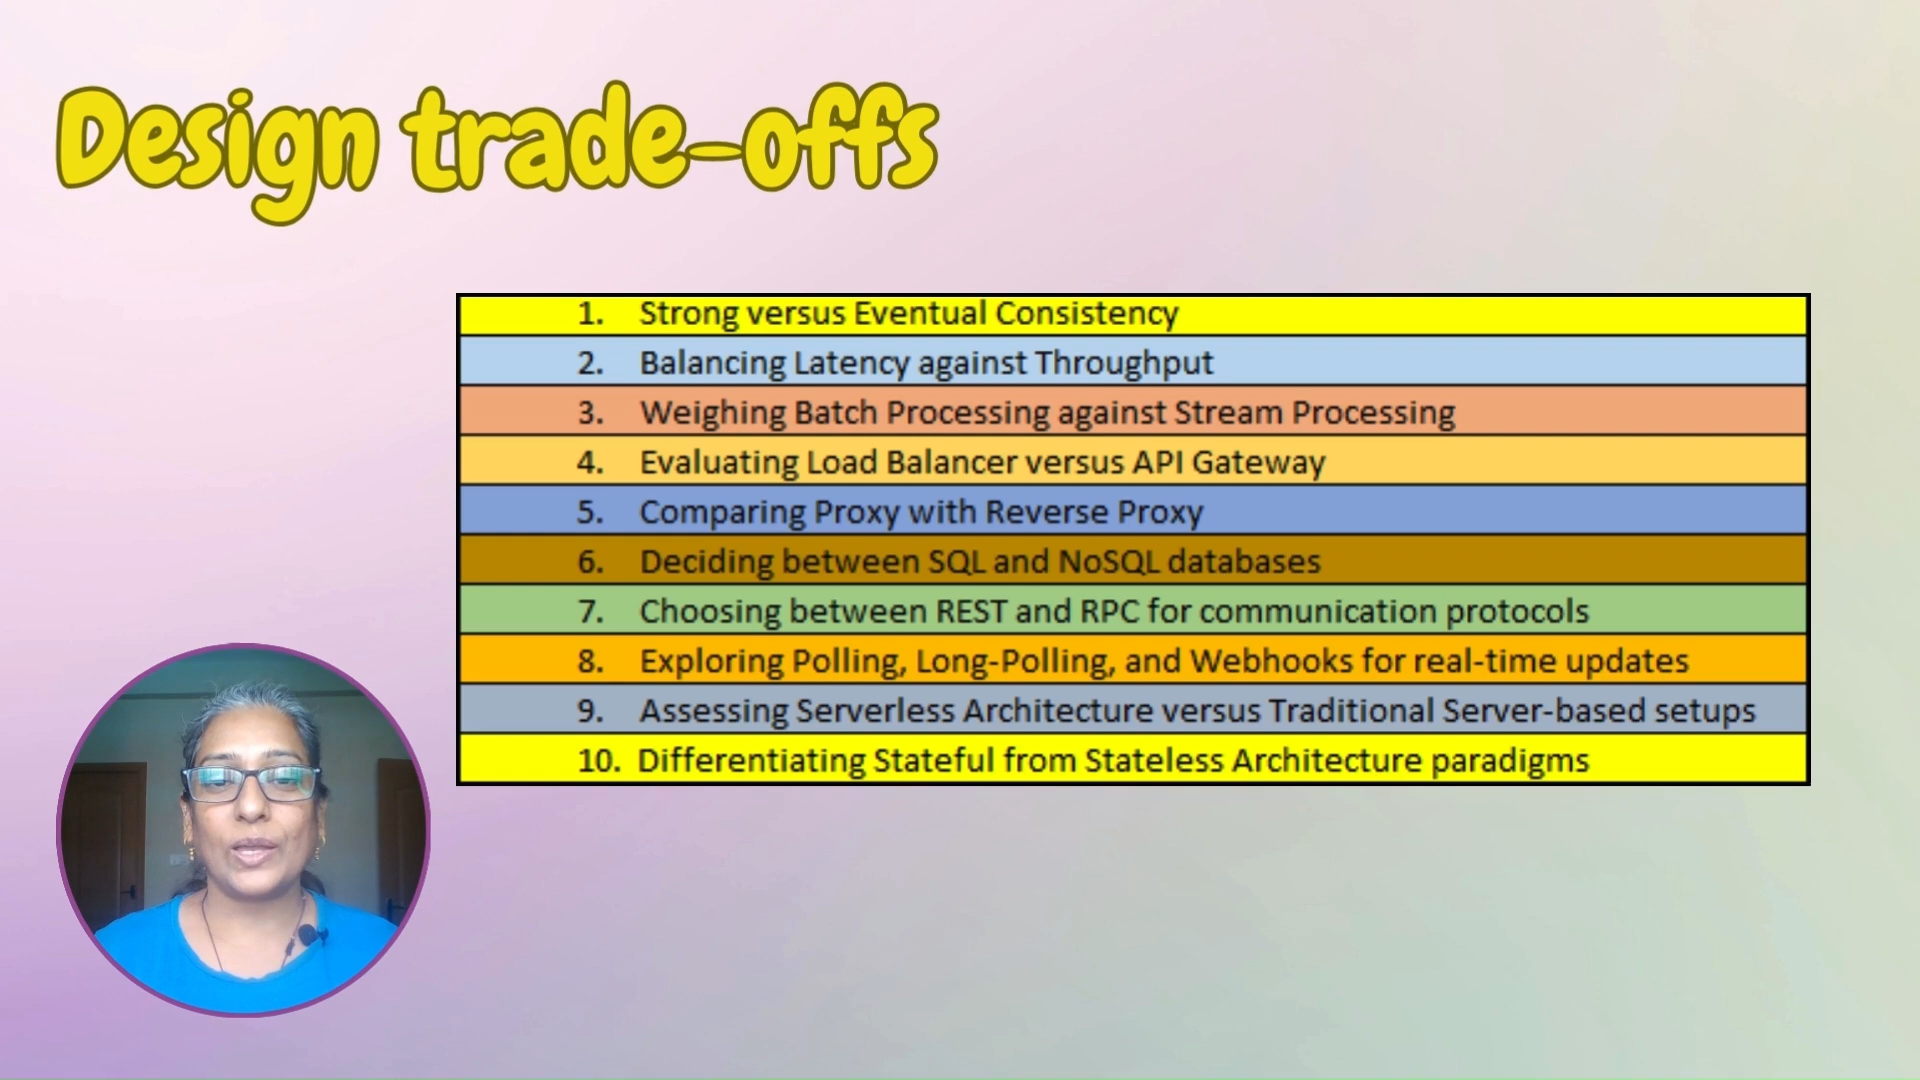 Design trade-offs
1. Strong versus Eventual Consistency
2. Balancing Latency against Throughput
3. Weighing Batch Processing against Stream Processing
4. Evaluating Load Balancer versus API Gateway
5. Comparing Proxy with Reverse Proxy
6. Deciding between SQL and NoSQL databases
7. Choosing between REST and RPC for communication protocols
8. Exploring Polling, Long-Polling, and Webhooks for real-time updates
9. Assessing Serverless Architecture versus Traditional Server-based setups
10. Differentiating Stateful from Stateless Architecture paradigms